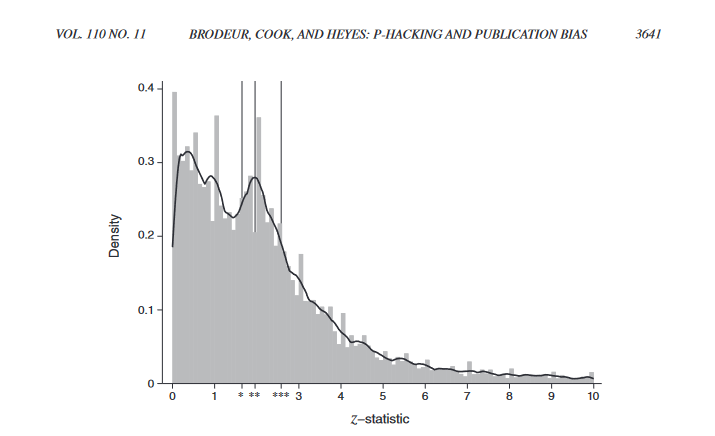 VOL. 110 NO. 11 BRODEUR, COOK, AND HEYES: P-HACKING AND PUBLICATION BIAS 3641
0.4
0.3
0.2
0.1
0
Density
0 1 * ** *** 3 4 5 6 7 8 9 10
z–statistic